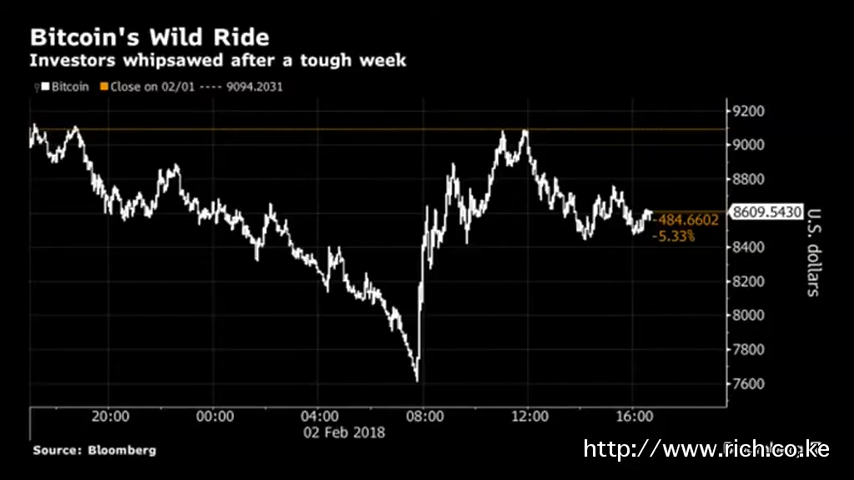 Bitcoin's Wild Ride
Investors whipsawed after a tough week
Bitcoin Close on 02/01 ---- 9094.2031
9200
9000
8800
8609.5430
-484.6602
-5.33%
8400
8200
8000
7800
7600
U.S. dollars
20:00 00:00 04:00 08:00 12:00 16:00
02 Feb 2018
Source: Bloomberg
http://www.rich.co.ke